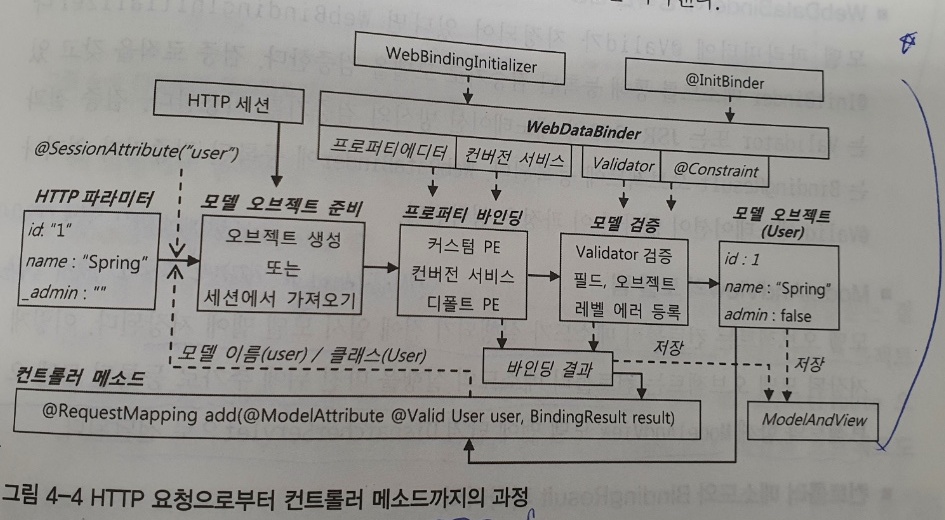 WebBindingInitializer
@InitBinder
HTTP 세션
WebDataBinder
프로퍼티에디터
컨버전 서비스
Validator
@Constraint
@SessionAttribute("user")
HTTP 파라미터
id: "1"
name : "Spring"
_admin : ""
모델 오브젝트 준비
오브젝트 생성
또는
세션에서 가져오기
프로퍼티 바인딩
커스텀 PE
컨버전 서비스
디폴트 PE
모델 검증
Validator 검증
필드, 오브젝트
레벨 에러 등록
모델 오브젝트
(User)
id : 1
name : "Spring"
admin : false
모델 이름(user) / 클래스(User)
바인딩 결과
저장
저장
컨트롤러 메소드
@RequestMapping add(@ModelAttribute @Valid User user, BindingResult result)
ModelAndView
그림 4-4 HTTP 요청으로부터 컨트롤러 메소드까지의 과정